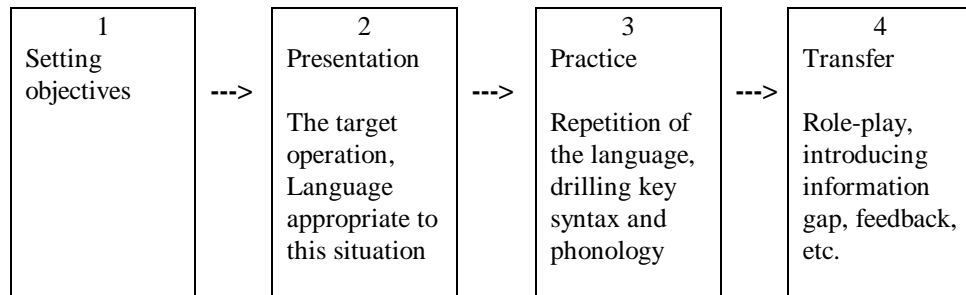 1
Setting
objectives
--->
2
Presentation
The target
operation,
Language
appropriate to
this situation
--->
3
Practice
Repetition of
the language,
drilling key
syntax and
phonology
--->
4
Transfer
Role-play,
introducing
information
gap, feedback,
etc.